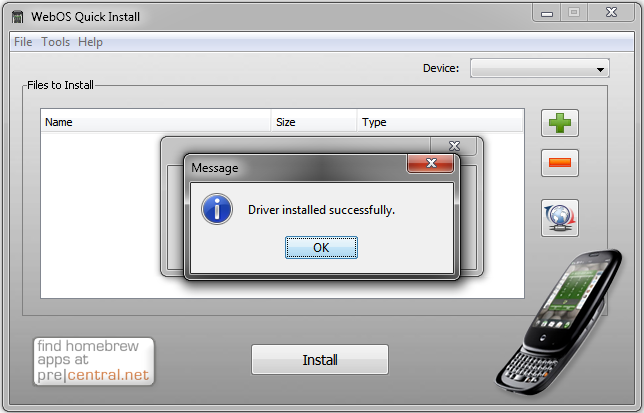 WebOS Quick Install
File Tools Help
Device:
Files to Install
Name Size Type
Message
Driver installed successfully.
OK
find homebrew
apps at
pre|central.net
Install